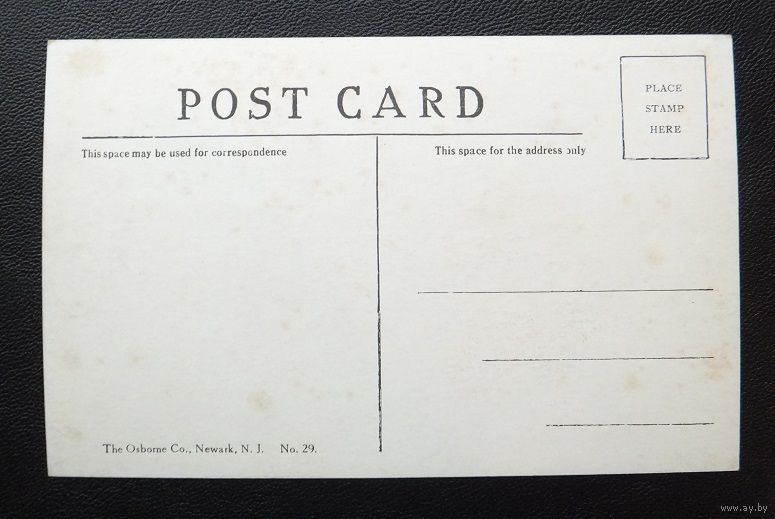 POST CARD
PLACE
STAMP
HERE
This space may be used for correspondence
This space for the address only
The Osborne Co., Newark, N. J. No. 29.
www.ay.by